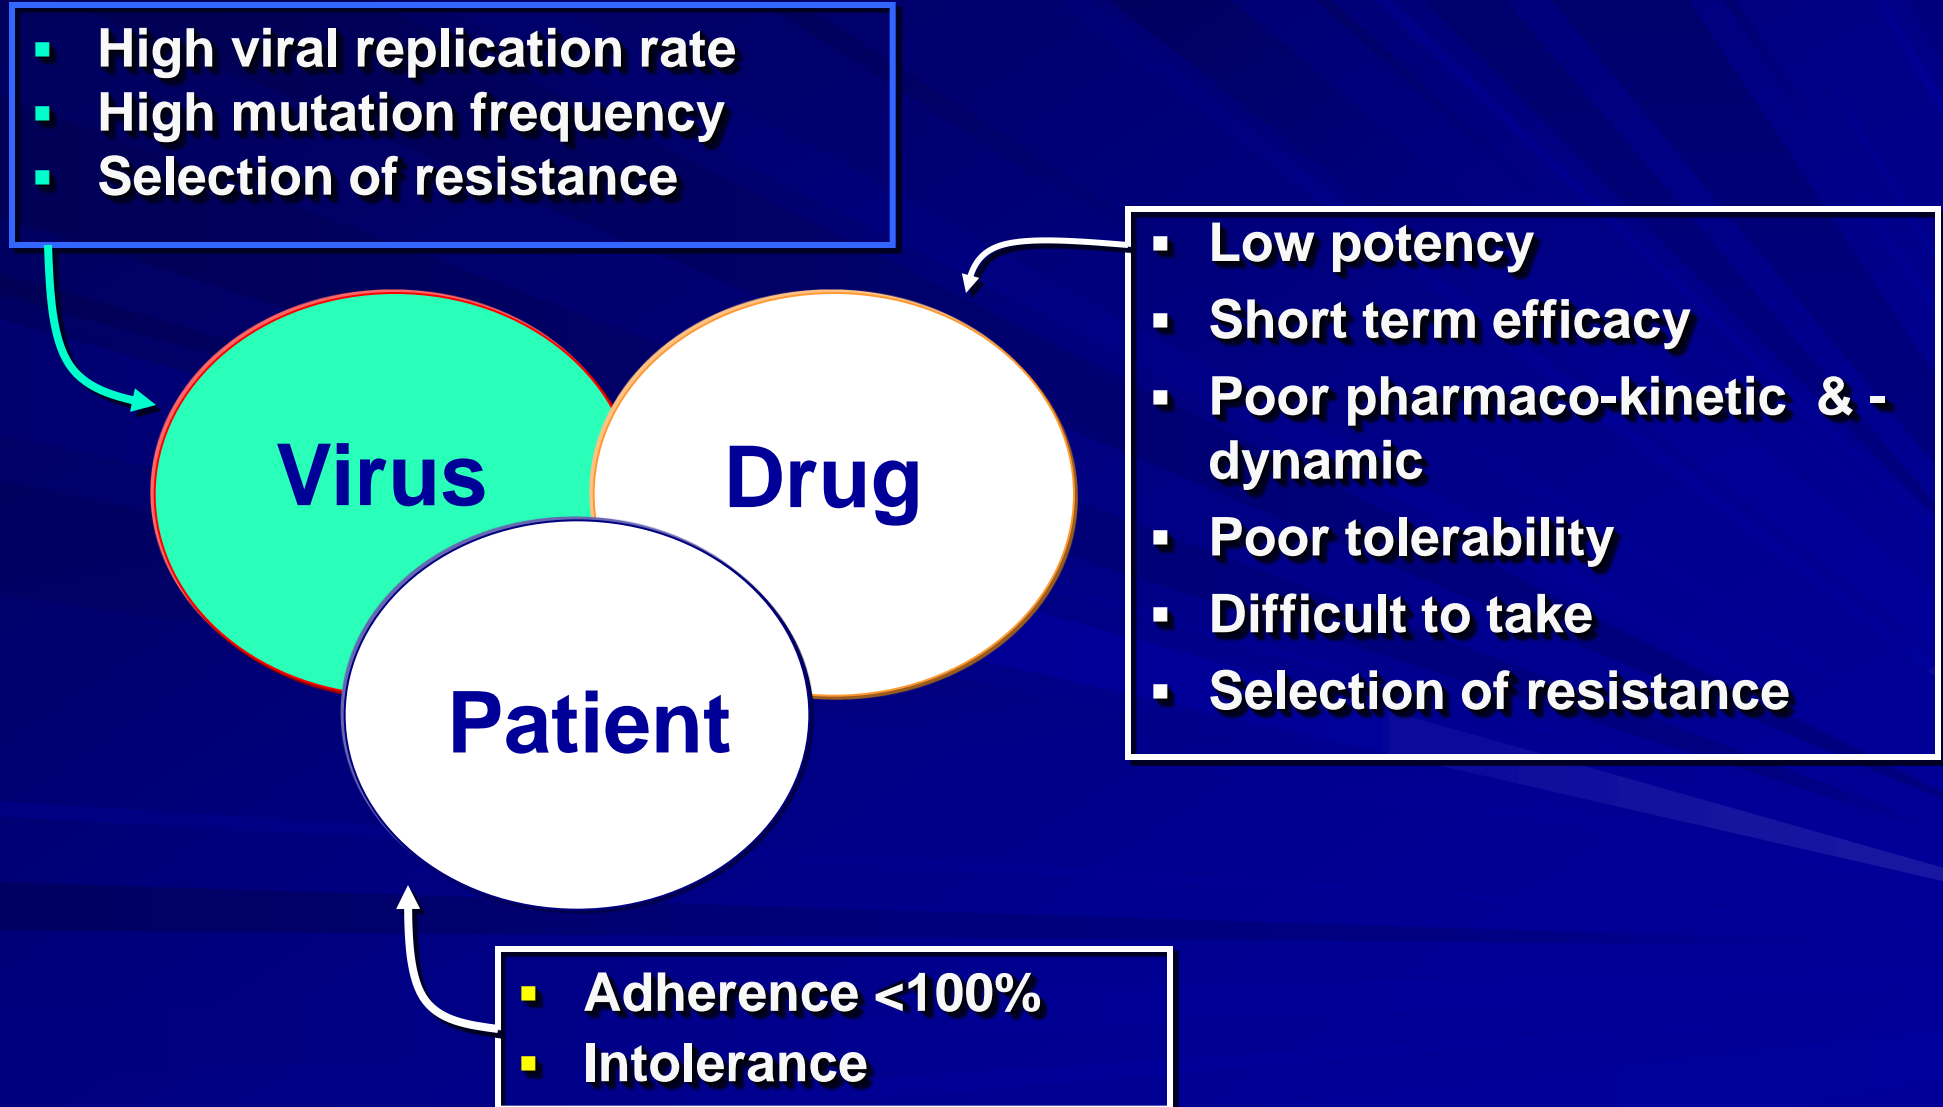 ▪ High viral replication rate
▪ High mutation frequency
▪ Selection of resistance
▪ Low potency
▪ Short term efficacy
▪ Poor pharmaco-kinetic & -
dynamic
▪ Poor tolerability
▪ Difficult to take
▪ Selection of resistance
Virus
Drug
Patient
▪ Adherence <100%
▪ Intolerance